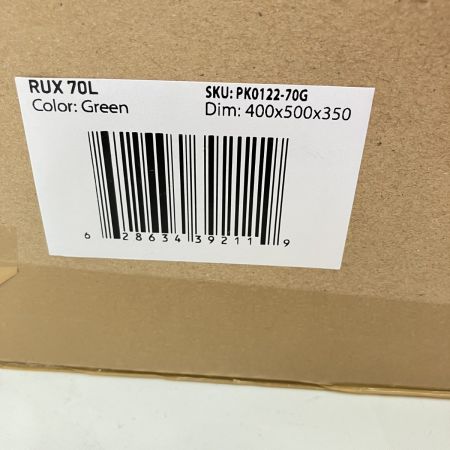 RUX 70L SKU: PK0122-70G
Color: Green Dim: 400x500x350
6 28634 39211 9